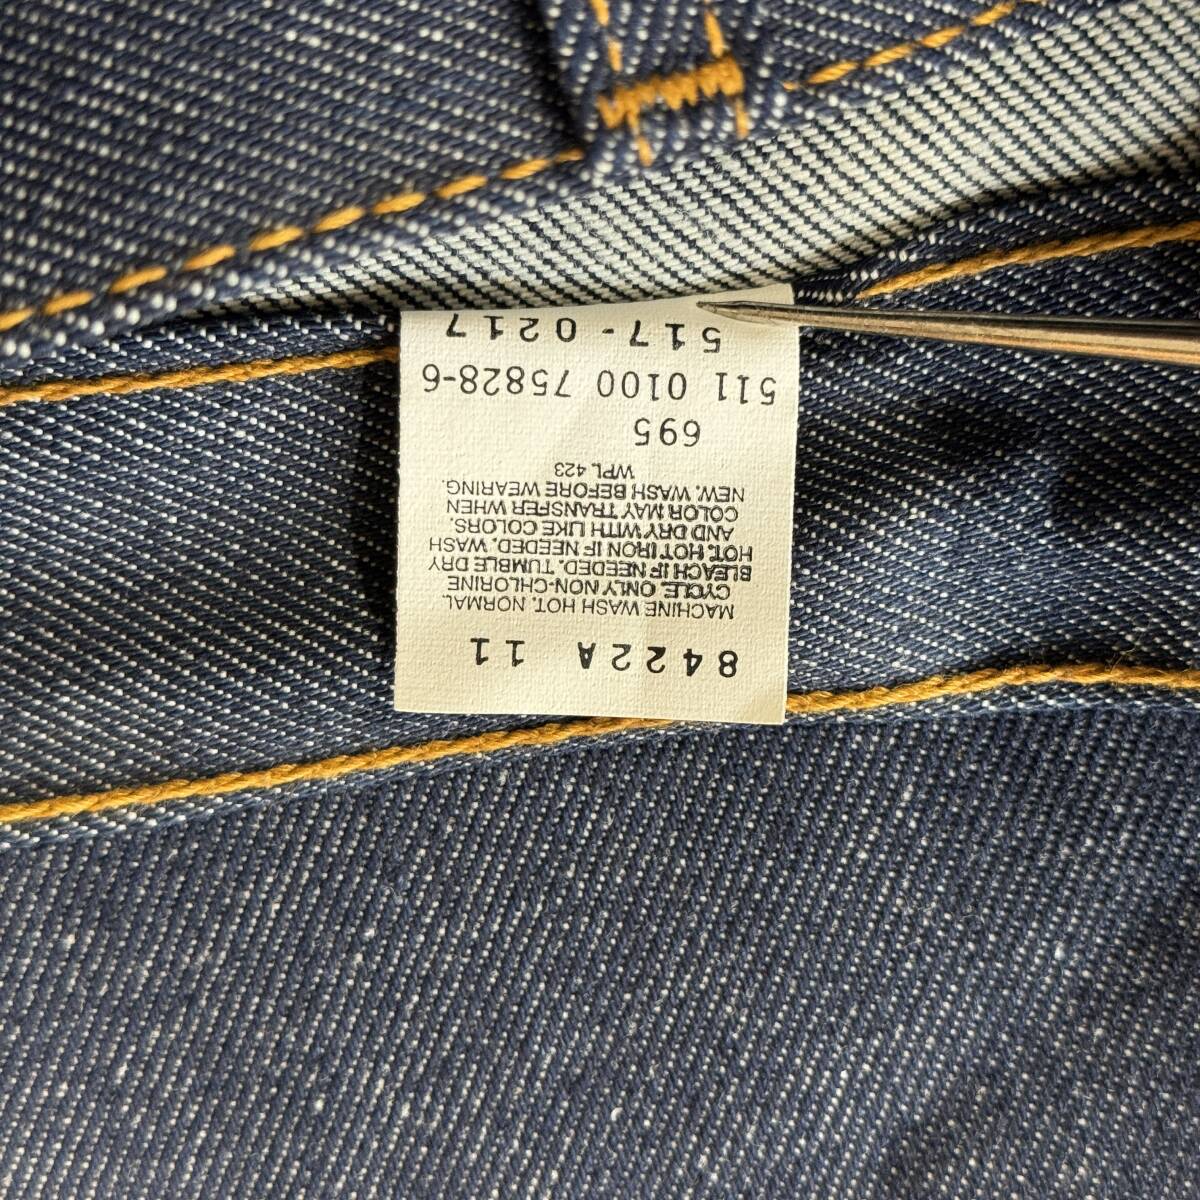 8422A 11
MACHINE WASH HOT. NORMAL
CYCLE. ONLY NON-CHLORINE
BLEACH IF NEEDED. TUMBLE DRY
HOT. HOT IRON IF NEEDED. WASH
AND DRY WITH LIKE COLORS.
COLOR MAY TRANSFER WHEN
NEW. WASH BEFORE WEARING.
WPL 423
695
511 0100 75828-6
517-0217